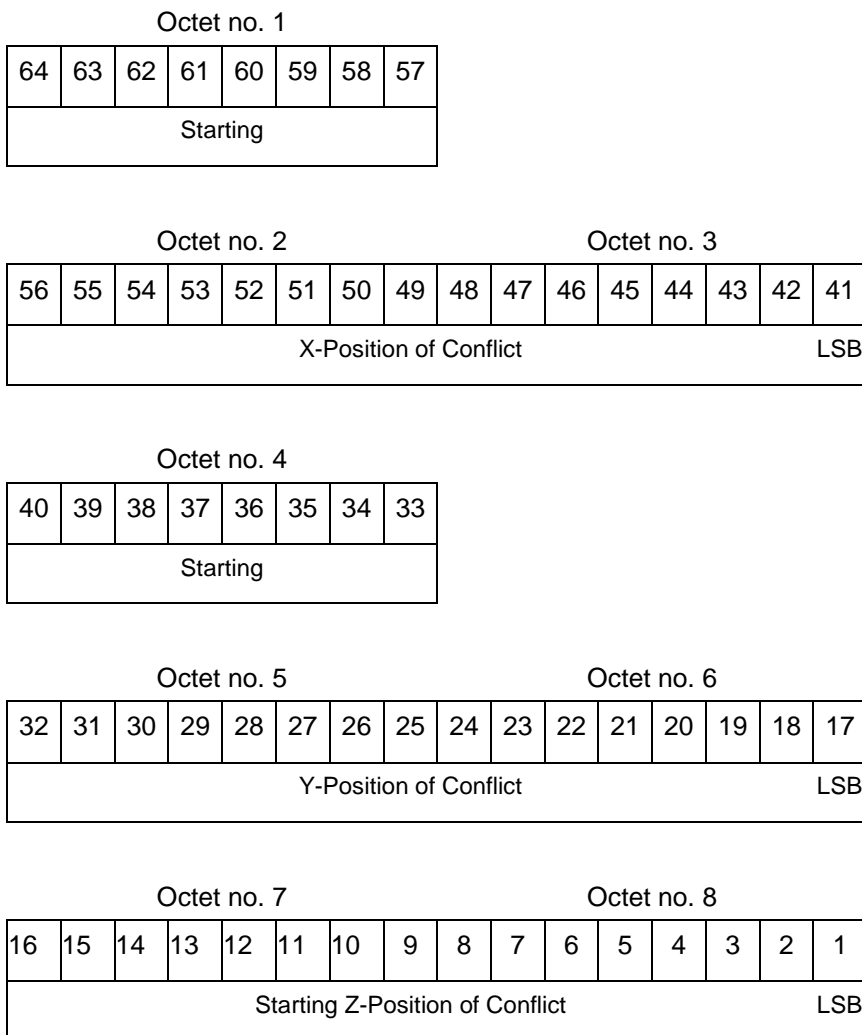 Octet no. 1
64 63 62 61 60 59 58 57
Starting
Octet no. 2 Octet no. 3
56 55 54 53 52 51 50 49 48 47 46 45 44 43 42 41
X-Position of Conflict LSB
Octet no. 4
40 39 38 37 36 35 34 33
Starting
Octet no. 5 Octet no. 6
32 31 30 29 28 27 26 25 24 23 22 21 20 19 18 17
Y-Position of Conflict LSB
Octet no. 7 Octet no. 8
16 15 14 13 12 11 10 9 8 7 6 5 4 3 2 1
Starting Z-Position of Conflict LSB